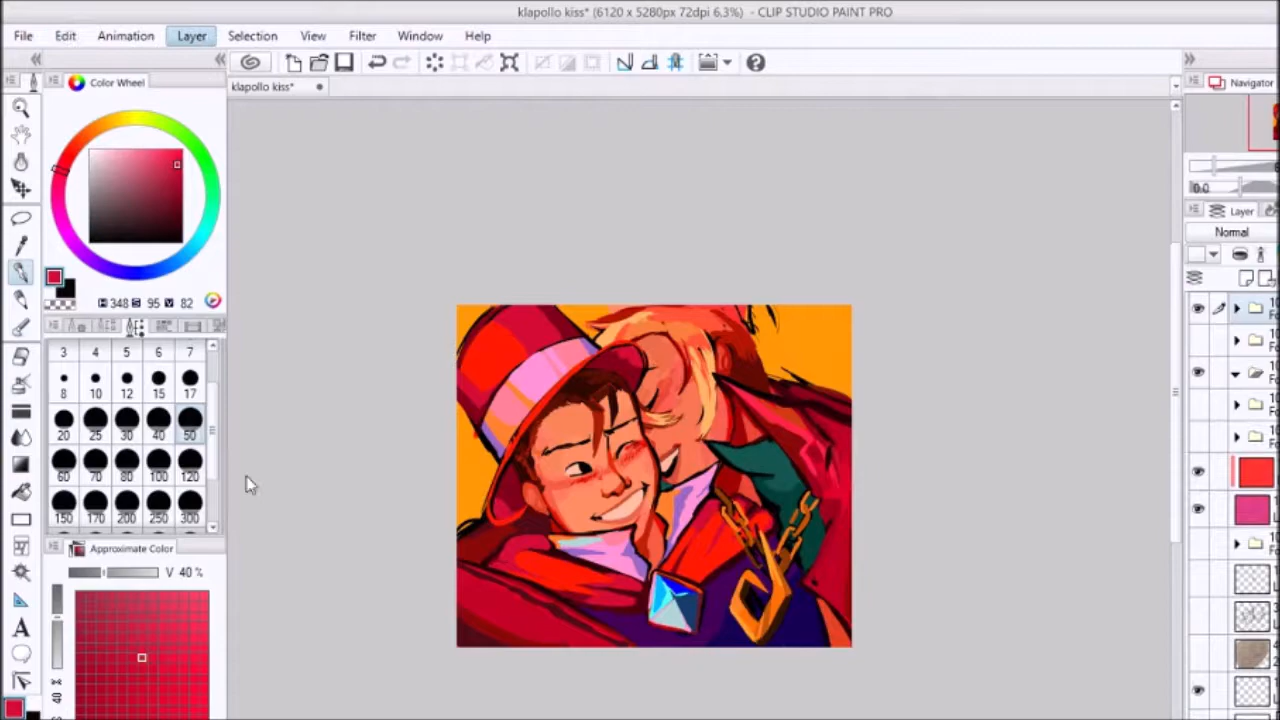 klapollo kiss* (6120 x 5280px 72dpi 6.3%) - CLIP STUDIO PAINT PRO
File Edit Animation Layer Selection View Filter Window Help
Color Wheel
klapollo kiss*
Navigator
H 348 S 95 V 82
0.0
Layer
Normal
3 4 5 6 7
8 10 12 15 17
20 25 30 40 50
60 70 80 100 120
150 170 200 250 300
Approximate Color
V 40 %
40